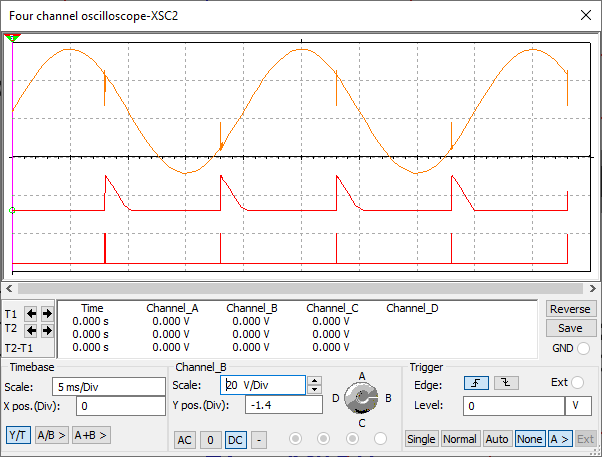 Four channel oscilloscope-XSC2
T1
T2
T2-T1
Time Channel_A Channel_B Channel_C Channel_D
0.000 s 0.000 V 0.000 V 0.000 V
0.000 s 0.000 V 0.000 V 0.000 V
0.000 s 0.000 V 0.000 V 0.000 V
Reverse
Save
GND
Timebase
Scale: 5 ms/Div
X pos.(Div): 0
Y/T A/B > A+B >
Channel_B
Scale: 20 V/Div
Y pos.(Div): -1.4
AC 0 DC -
A
D B
C
Trigger
Edge: Ext
Level: 0 V
Single Normal Auto None A > Ext